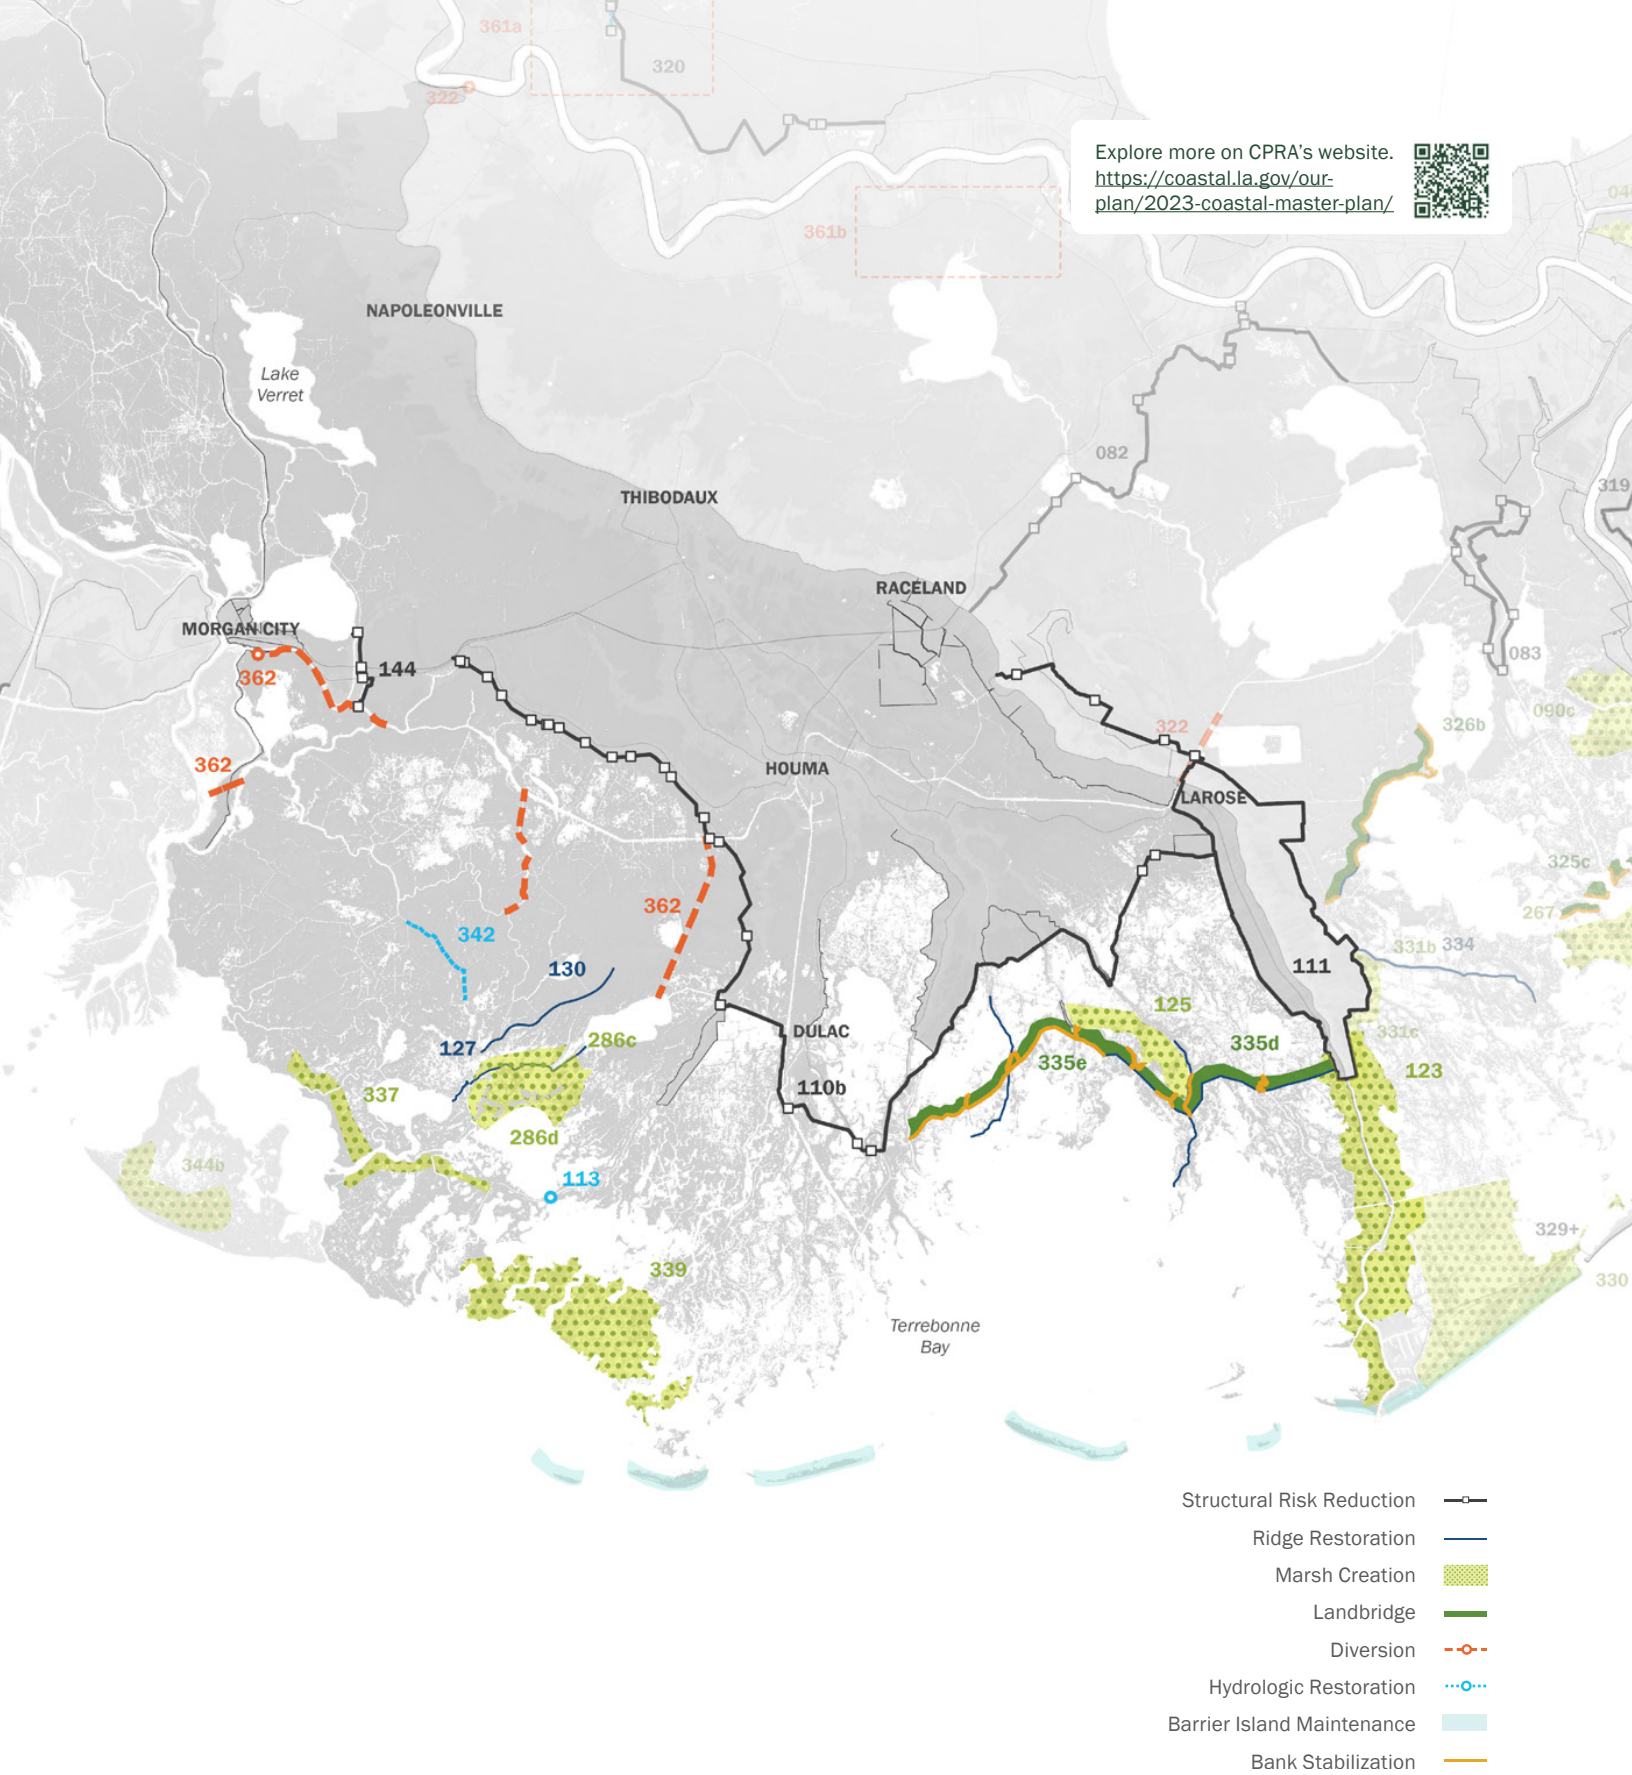 361a
320
322
Explore more on CPRA's website.
https://coastal.la.gov/our-
plan/2023-coastal-master-plan/
361b
NAPOLEONVILLE
Lake
Verret
082
THIBODAUX
319
RACELAND
MORGAN CITY
144
362
083
090c
326b
322
362
HOUMA
LAROSE
325c
362
267
342
331b
334
130
111
125
DULAC
331c
286c
127
335d
335e
123
110b
337
286d
344b
113
329+
339
330
Terrebonne
Bay
Structural Risk Reduction
Ridge Restoration
Marsh Creation
Landbridge
Diversion
Hydrologic Restoration
Barrier Island Maintenance
Bank Stabilization